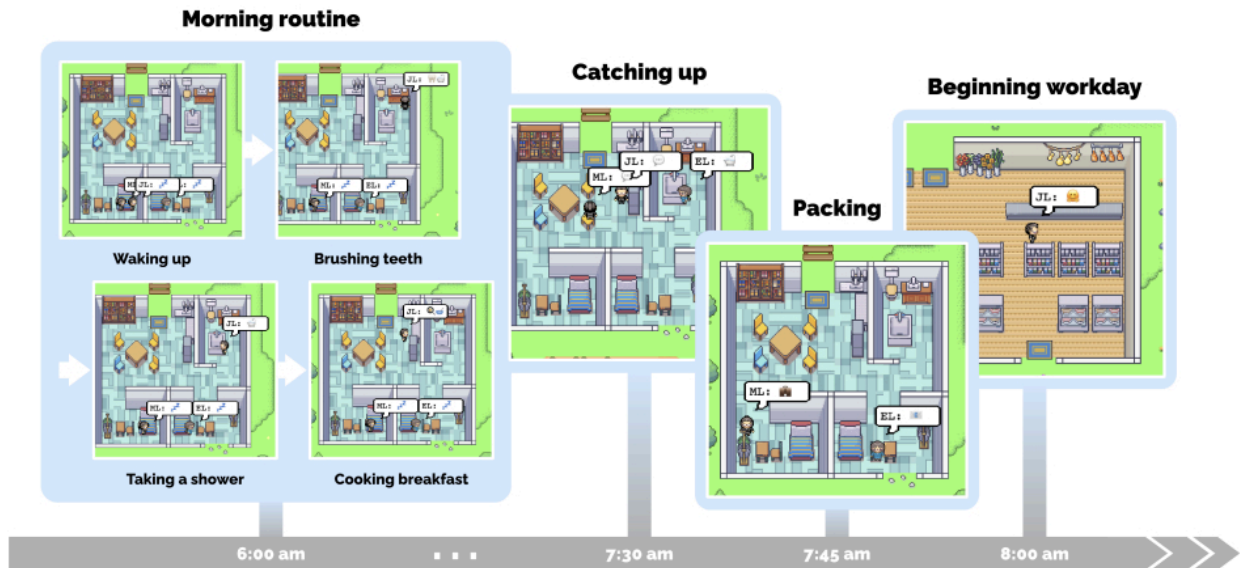 Morning routine
Waking up
JL:
Brushing teeth
ML:
EL:
JL:
Taking a shower
ML:
EL:
JL:
Cooking breakfast
ML:
EL:
Catching up
JL:
EL:
ML:
Packing
ML:
EL:
Beginning workday
JL:
6:00 am
...
7:30 am
7:45 am
8:00 am